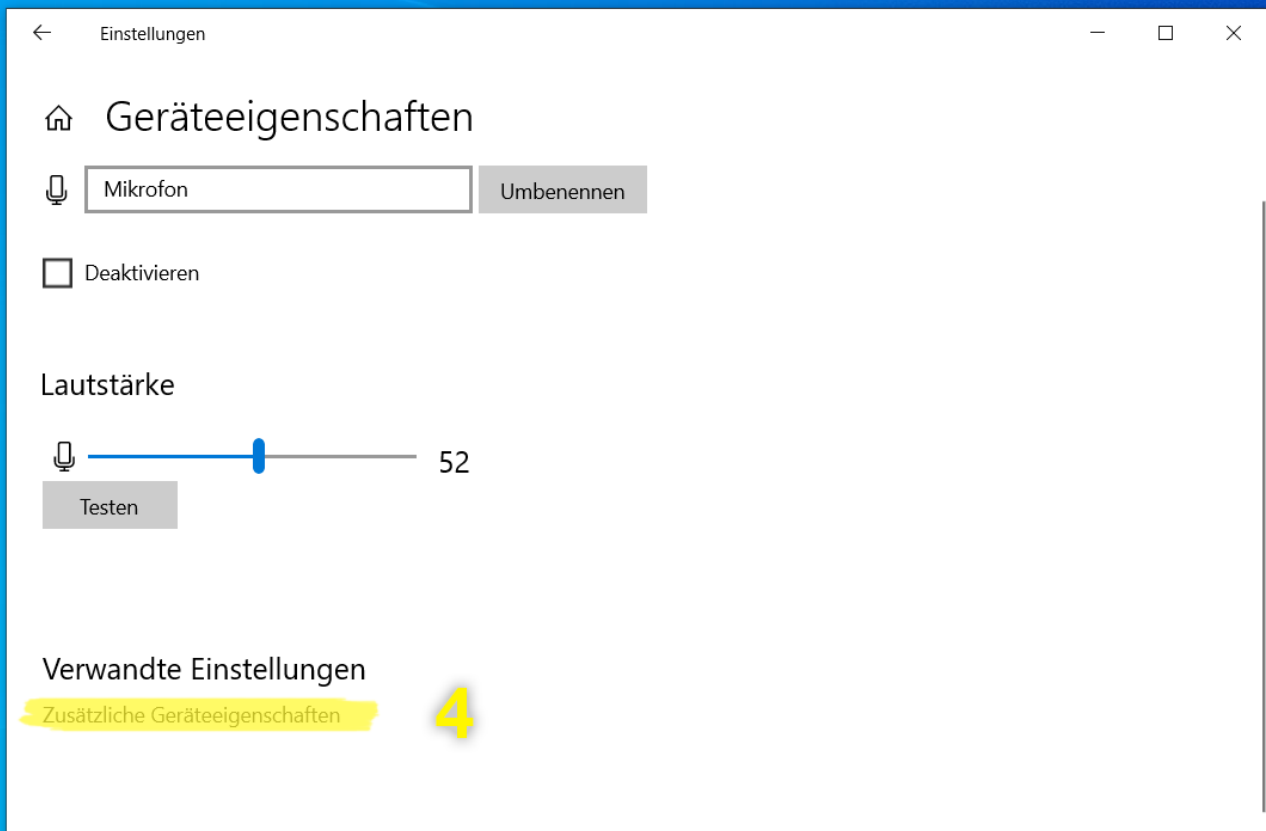 Einstellungen
Geräteeigenschaften
Mikrofon
Umbenennen
Deaktivieren
Lautstärke
52
Testen
Verwandte Einstellungen
Zusätzliche Geräteeigenschaften
4